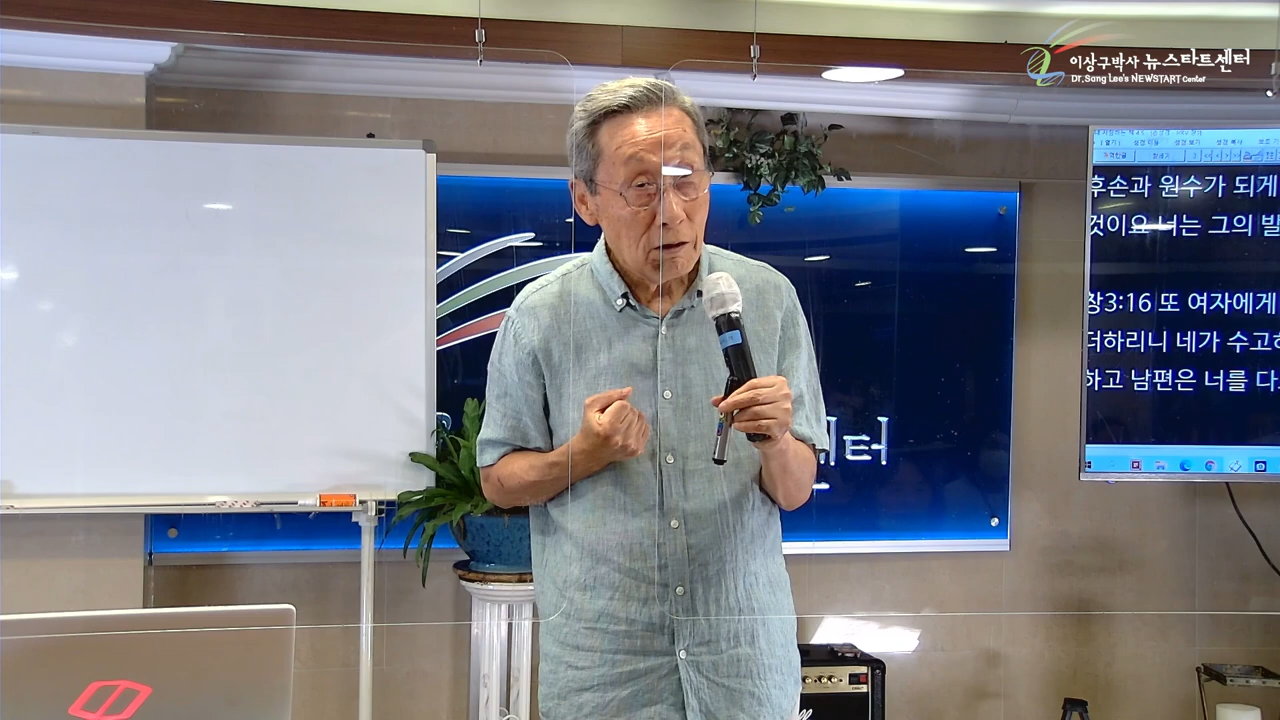 이상구박사 뉴스타트센터
Dr. Sang Lee's NEWSTART Center
후손과 원수가 되게
것이요 너는 그의 발
창3:16 또 여자에게
더하리니 네가 수고하
하고 남편은 너를 다
터